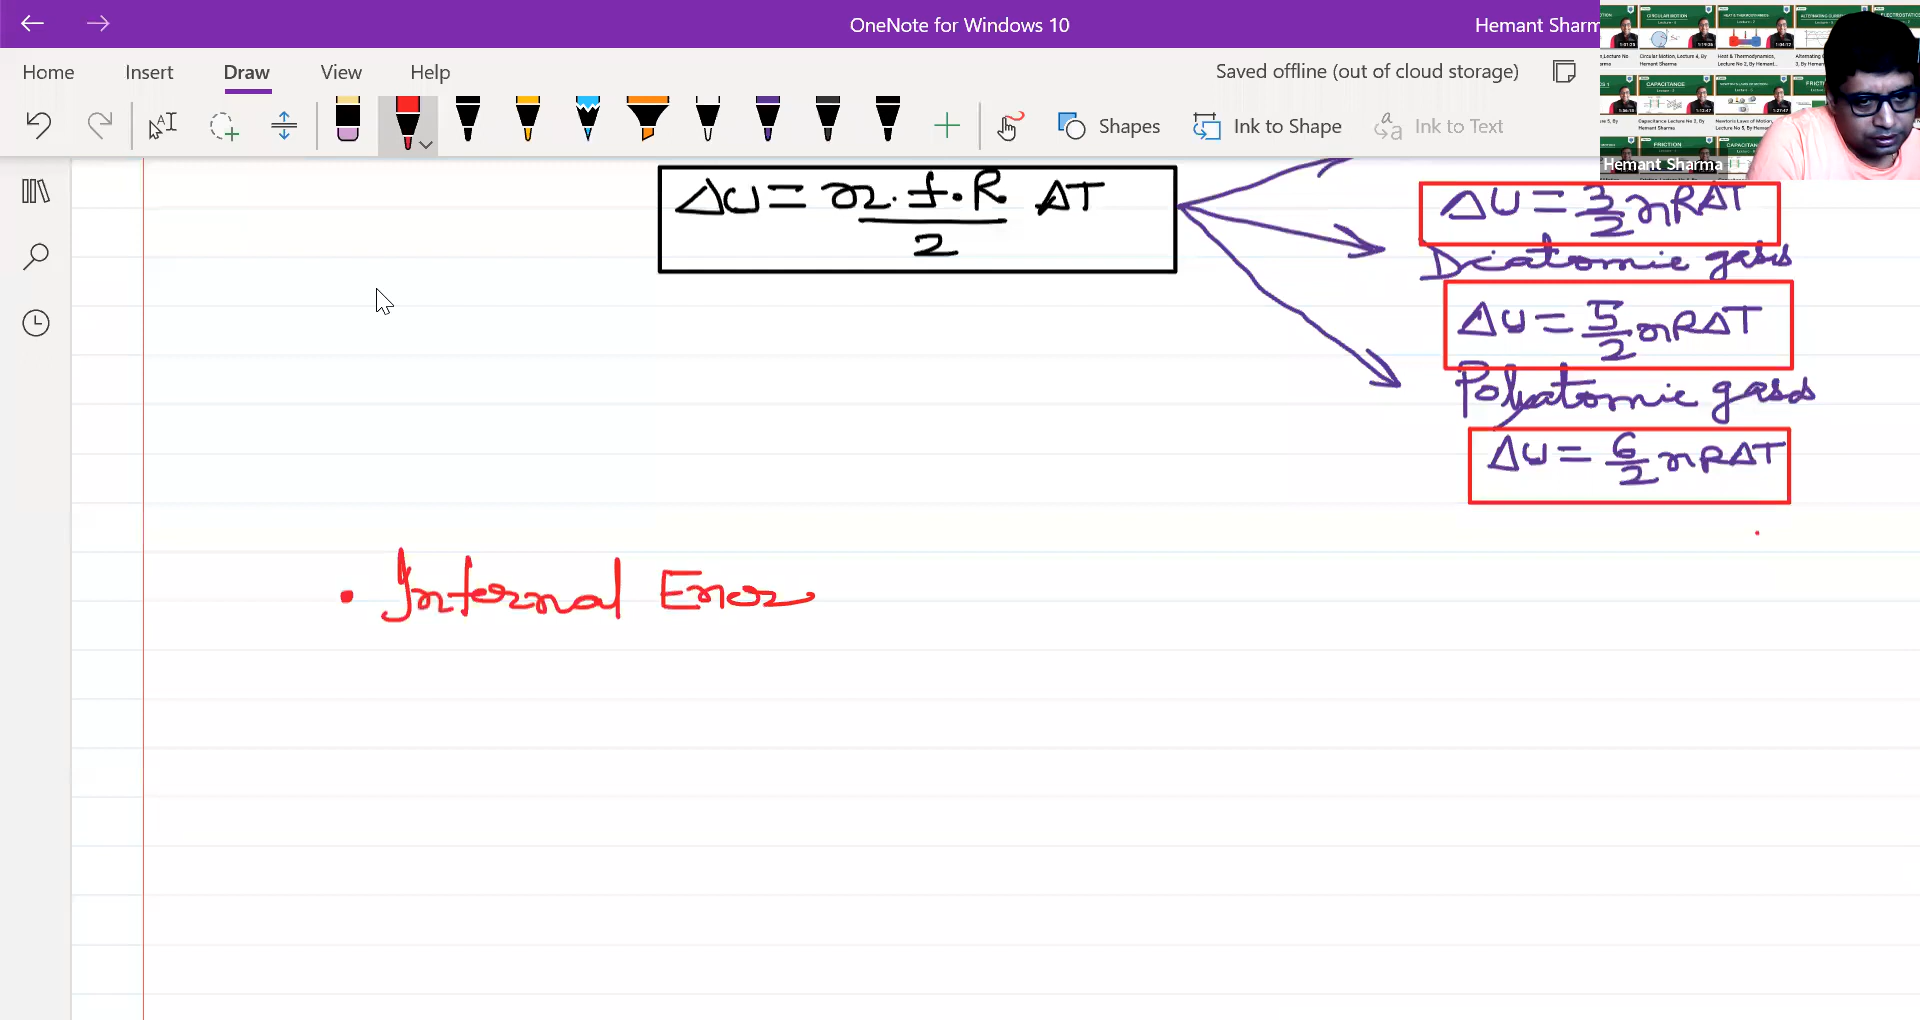 OneNote for Windows 10
Hemant Sharm
Home Insert Draw View Help
Saved offline (out of cloud storage)
Shapes Ink to Shape Ink to Text
Hemant Sharma
ΔU = n.f.R/2 ΔT
ΔU = 3/2 nRΔT
Diatomic gases
ΔU = 5/2 nRΔT
Polyatomic gases
ΔU = 6/2 nRΔT
• Internal Ener